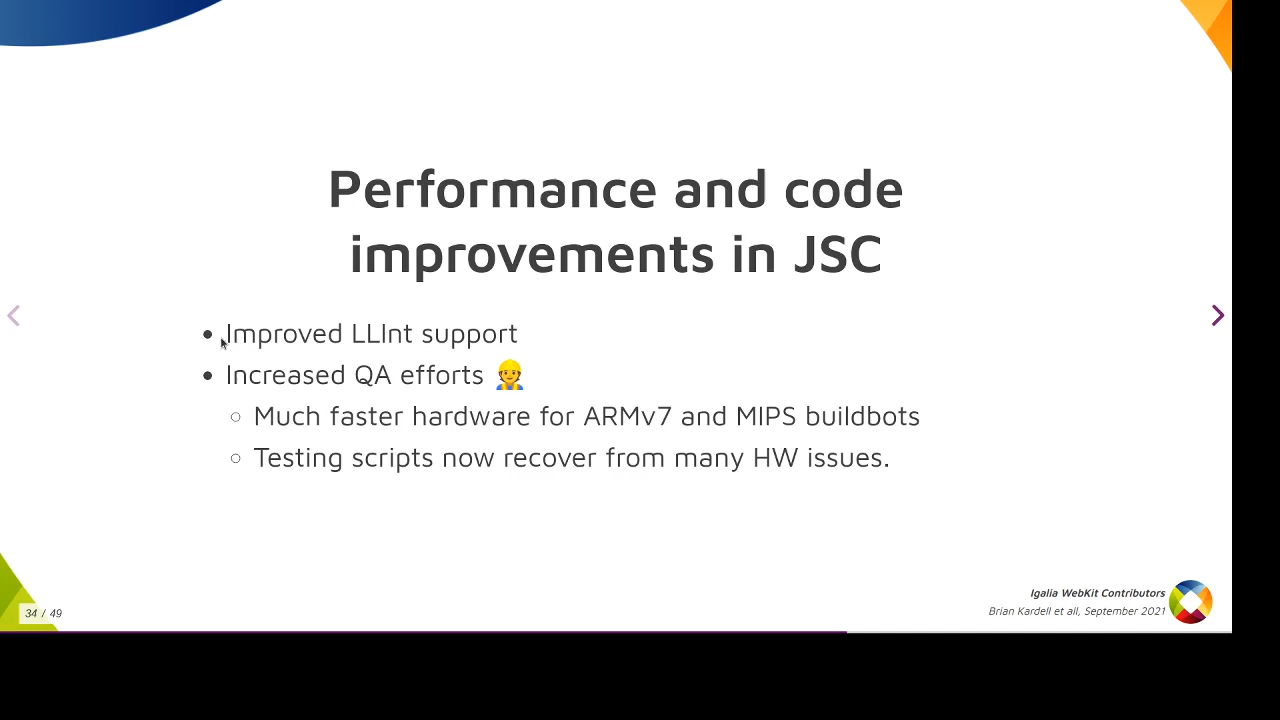 Performance and code
improvements in JSC
Improved LLInt support
Increased QA efforts 👷
Much faster hardware for ARMv7 and MIPS buildbots
Testing scripts now recover from many HW issues.
34 / 49
Igalia WebKit Contributors
Brian Kardell et all, September 2021